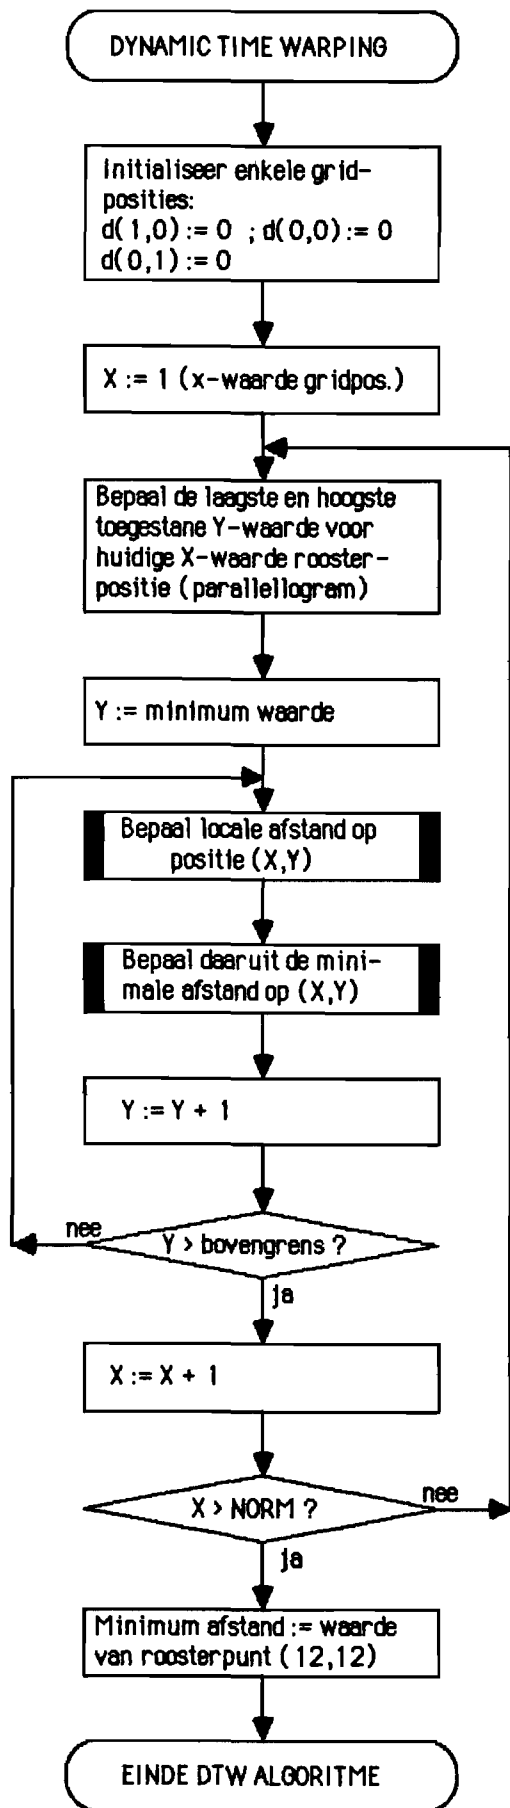 DYNAMIC TIME WARPING
Initialiseer enkele grid-
posities:
d(1,0) := 0 ; d(0,0) := 0
d(0,1) := 0
X := 1 (x-waarde gridpos.)
Bepaal de laagste en hoogste
toegestane Y-waarde voor
huidige X-waarde rooster-
positie (parallellogram)
Y := minimum waarde
Bepaal locale afstand op
positie (X,Y)
Bepaal daaruit de mini-
male afstand op (X,Y)
Y := Y + 1
nee
Y > bovengrens ?
ja
X := X + 1
X > NORM ?
nee
ja
Minimum afstand := waarde
van roosterpunt (12,12)
EINDE DTW ALGORITME